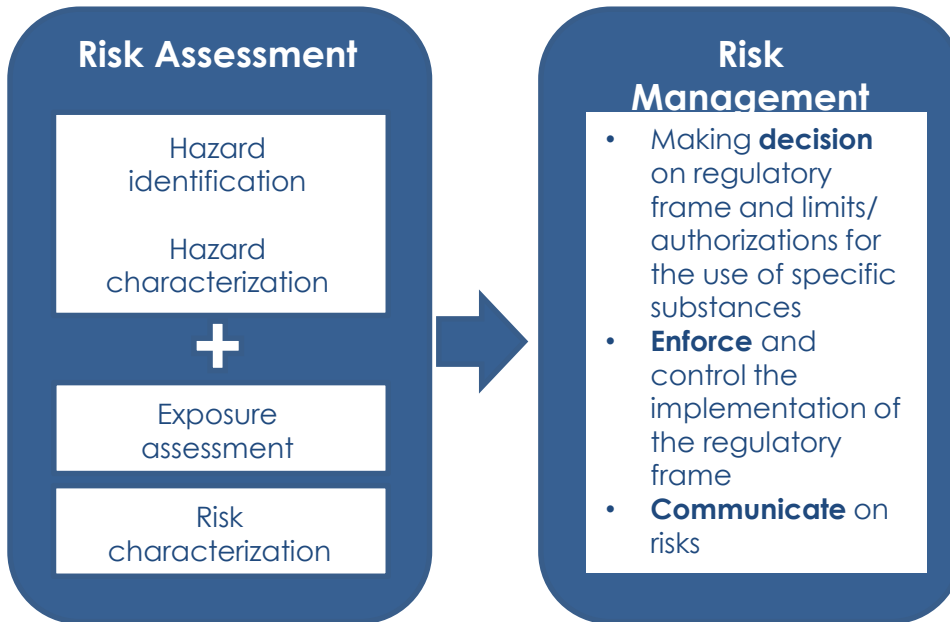 Risk Assessment
Hazard
identification
Hazard
characterization
+
Exposure
assessment
Risk
characterization
Risk
Management
• Making decision
on regulatory
frame and limits/
authorizations for
the use of specific
substances
• Enforce and
control the
implementation of
the regulatory
frame
• Communicate on
risks